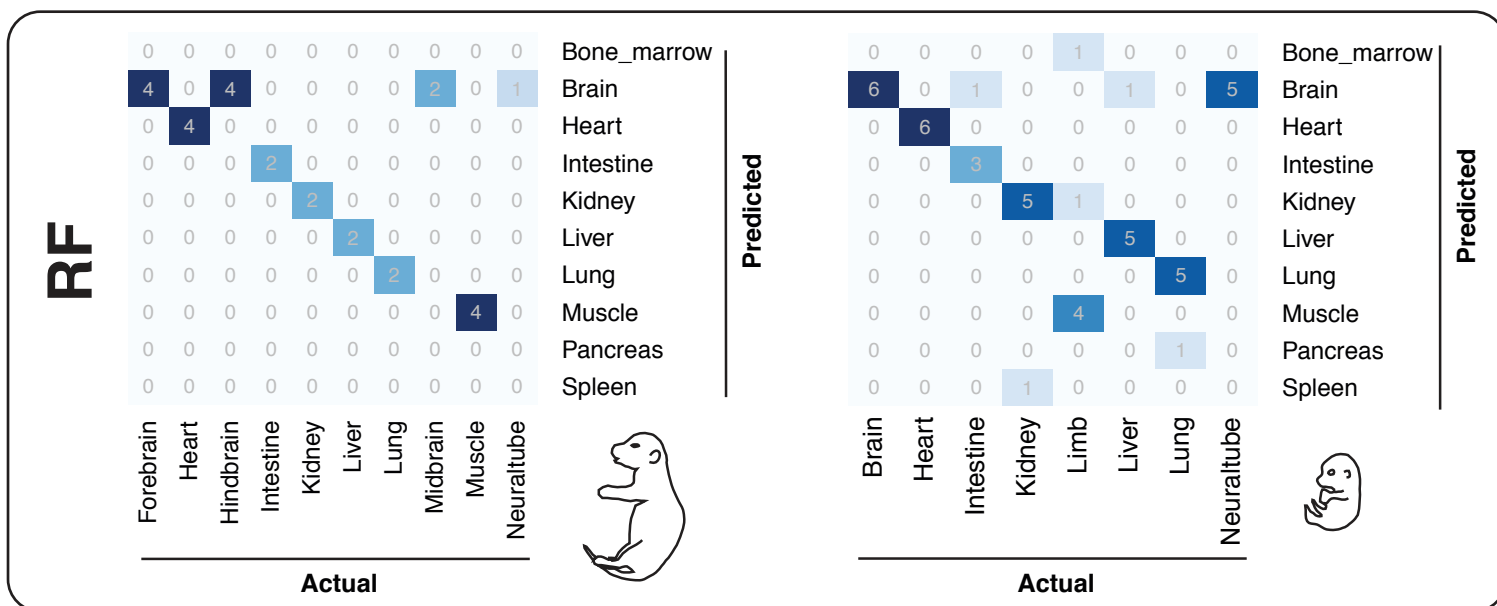 RF
0 0 0 0 0 0 0 0 0 0 Bone_marrow
4 0 4 0 0 0 0 2 0 1 Brain
0 4 0 0 0 0 0 0 0 0 Heart
0 0 0 2 0 0 0 0 0 0 Intestine
0 0 0 0 2 0 0 0 0 0 Kidney
0 0 0 0 0 2 0 0 0 0 Liver
0 0 0 0 0 0 2 0 0 0 Lung
0 0 0 0 0 0 0 0 4 0 Muscle
0 0 0 0 0 0 0 0 0 0 Pancreas
0 0 0 0 0 0 0 0 0 0 Spleen
Predicted
Forebrain
Heart
Hindbrain
Intestine
Kidney
Liver
Lung
Midbrain
Muscle
Neuraltube
Actual
0 0 0 0 1 0 0 0 Bone_marrow
6 0 1 0 0 1 0 5 Brain
0 6 0 0 0 0 0 0 Heart
0 0 3 0 0 0 0 0 Intestine
0 0 0 5 1 0 0 0 Kidney
0 0 0 0 0 5 0 0 Liver
0 0 0 0 0 0 5 0 Lung
0 0 0 0 4 0 0 0 Muscle
0 0 0 0 0 0 1 0 Pancreas
0 0 0 1 0 0 0 0 Spleen
Predicted
Brain
Heart
Intestine
Kidney
Limb
Liver
Lung
Neuraltube
Actual